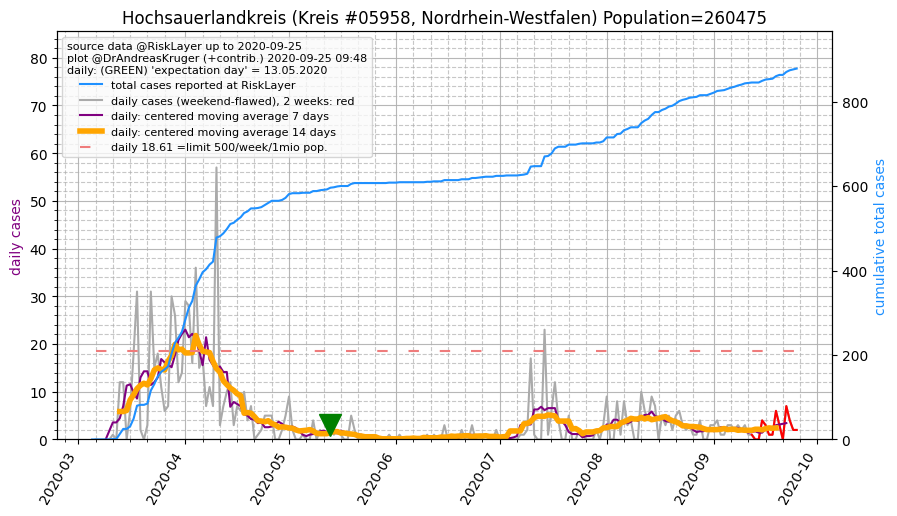 Hochsauerlandkreis (Kreis #05958, Nordrhein-Westfalen) Population=260475
source data @RiskLayer up to 2020-09-25
plot @DrAndreasKruger (+contrib.) 2020-09-25 09:48
daily: (GREEN) 'expectation day' = 13.05.2020
total cases reported at RiskLayer
daily cases (weekend-flawed), 2 weeks: red
daily: centered moving average 7 days
daily: centered moving average 14 days
daily 18.61 =limit 500/week/1mio pop.
daily cases
80
70
60
50
40
30
20
10
0
cumulative total cases
800
600
400
200
0
2020-03
2020-04
2020-05
2020-06
2020-07
2020-08
2020-09
2020-10